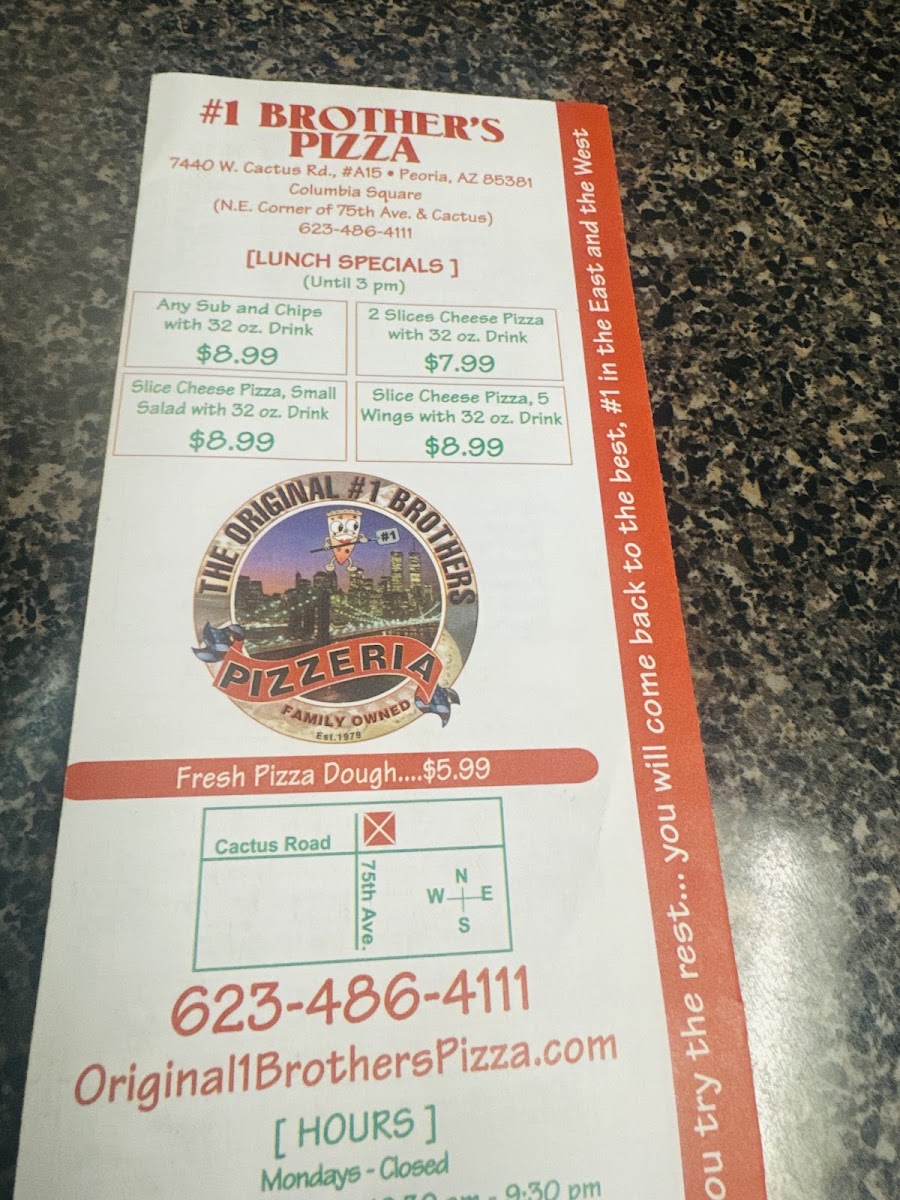 #1 BROTHER'S
PIZZA
7440 W. Cactus Rd., #A15 • Peoria, AZ 85381
Columbia Square
(N.E. Corner of 75th Ave. & Cactus)
623-486-4111
[LUNCH SPECIALS ]
(Until 3 pm)
Any Sub and Chips
with 32 oz. Drink
$8.99
2 Slices Cheese Pizza
with 32 oz. Drink
$7.99
Slice Cheese Pizza, Small
Salad with 32 oz. Drink
$8.99
Slice Cheese Pizza, 5
Wings with 32 oz. Drink
$8.99
THE ORIGINAL #1 BROTHERS
#1
PIZZERIA
FAMILY OWNED
Est.1979
Fresh Pizza Dough....$5.99
Cactus Road
75th Ave.
N
W E
S
623-486-4111
Original1BrothersPizza.com
[ HOURS ]
Mondays - Closed
- 9:30 pm
try the rest... you will come back to the best, #1 in the East and the West